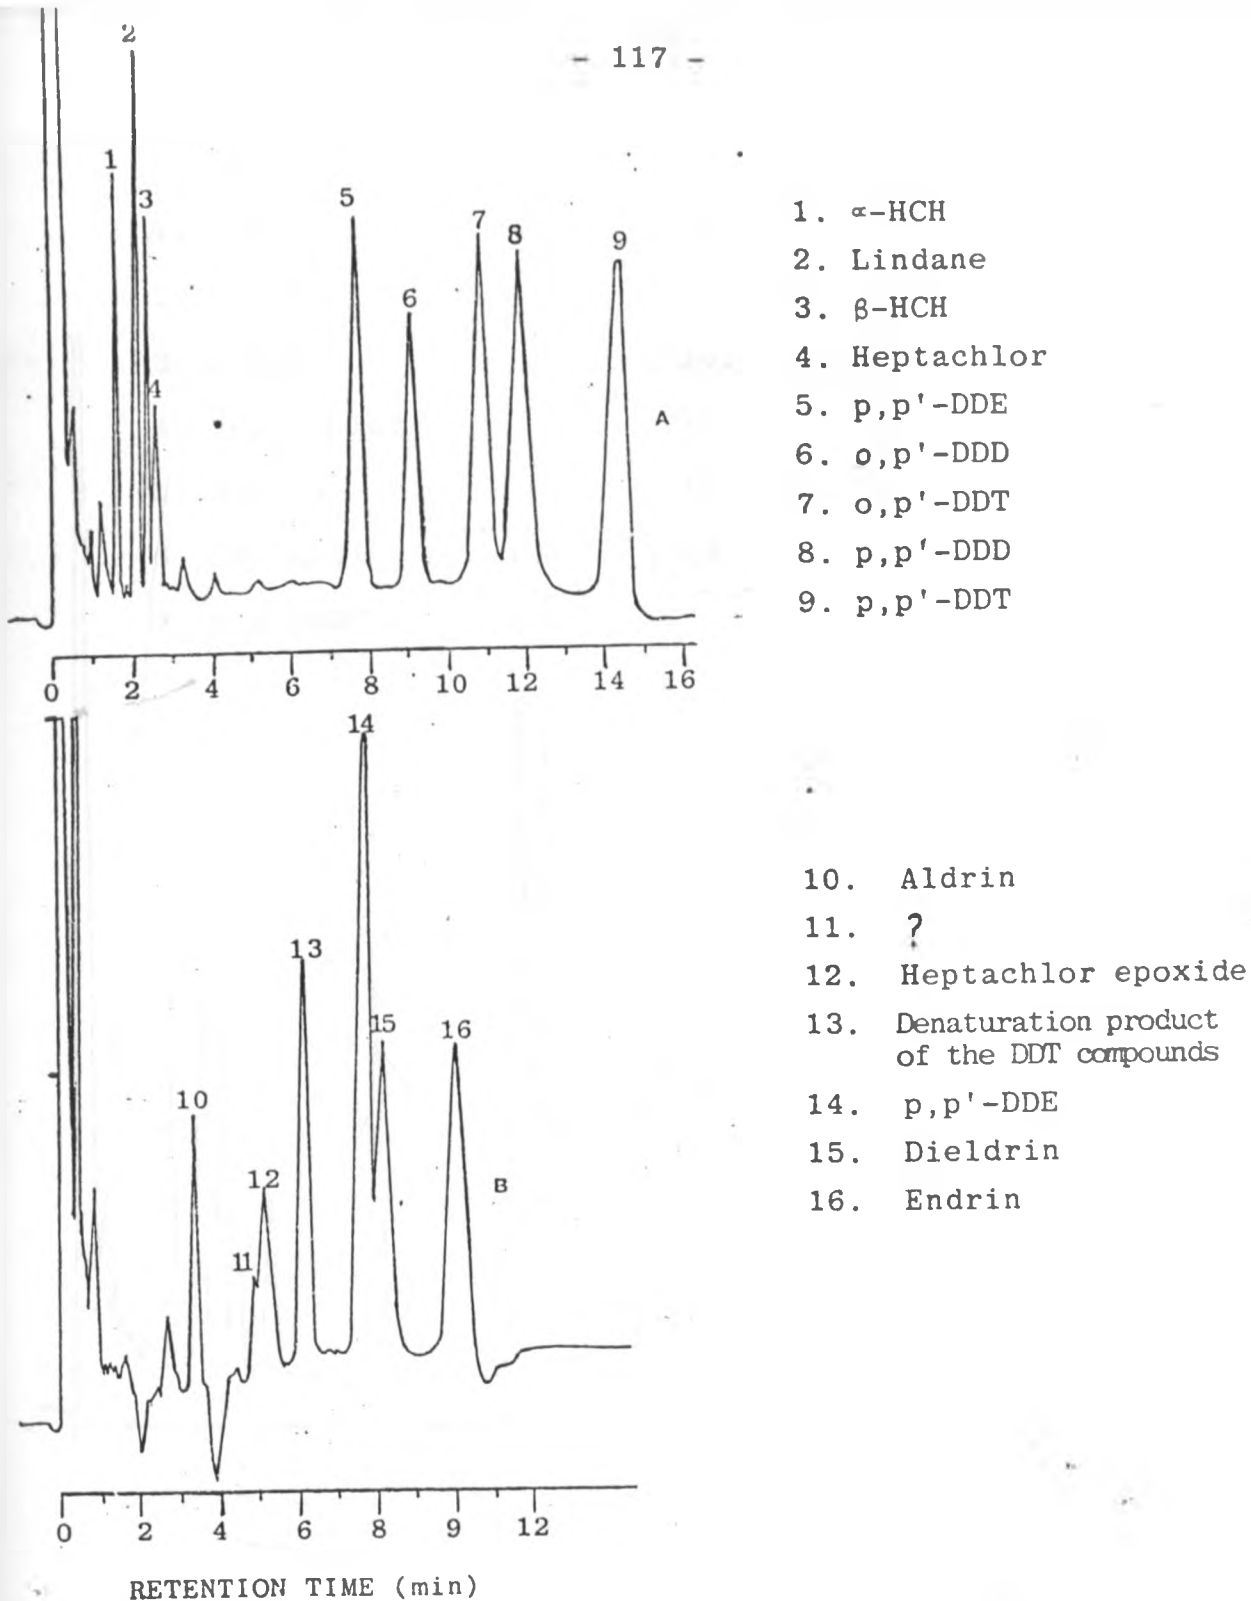 - 117 -
2
1
3
4
5
6
7
8
9
A
0 2 4 6 8 10 12 14 16
1. ∝-HCH
2. Lindane
3. β-HCH
4. Heptachlor
5. p,p'-DDE
6. o,p'-DDD
7. o,p'-DDT
8. p,p'-DDD
9. p,p'-DDT
14
13
15
16
10
12
11
B
0 2 4 6 8 9 12
RETENTION TIME (min)
10. Aldrin
11. ?
12. Heptachlor epoxide
13. Denaturation product
of the DDT compounds
14. p,p'-DDE
15. Dieldrin
16. Endrin